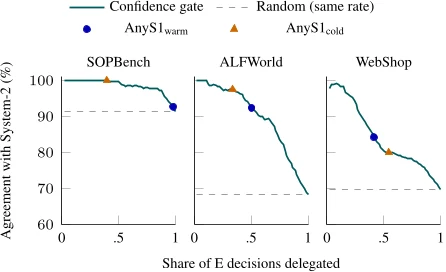 Confidence gate Random (same rate)
AnyS1warm AnyS1cold
SOPBench ALFWorld WebShop
Agreement with System-2 (%)
100
90
80
70
60
0 .5 1 0 .5 1 0 .5 1
Share of E decisions delegated